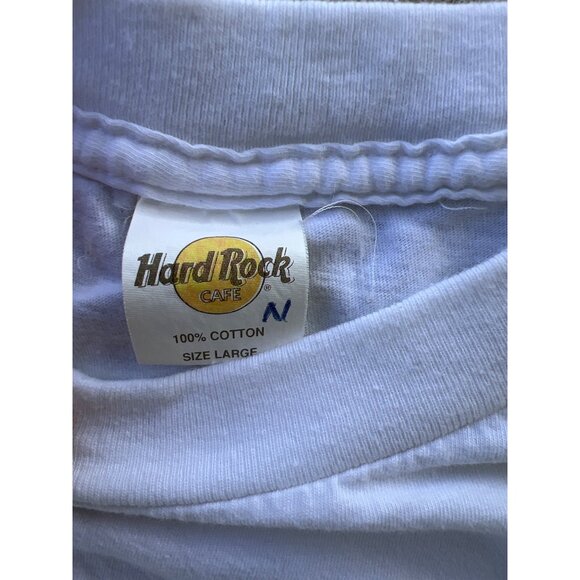 Hard Rock
CAFE ®
N
100% COTTON
SIZE LARGE